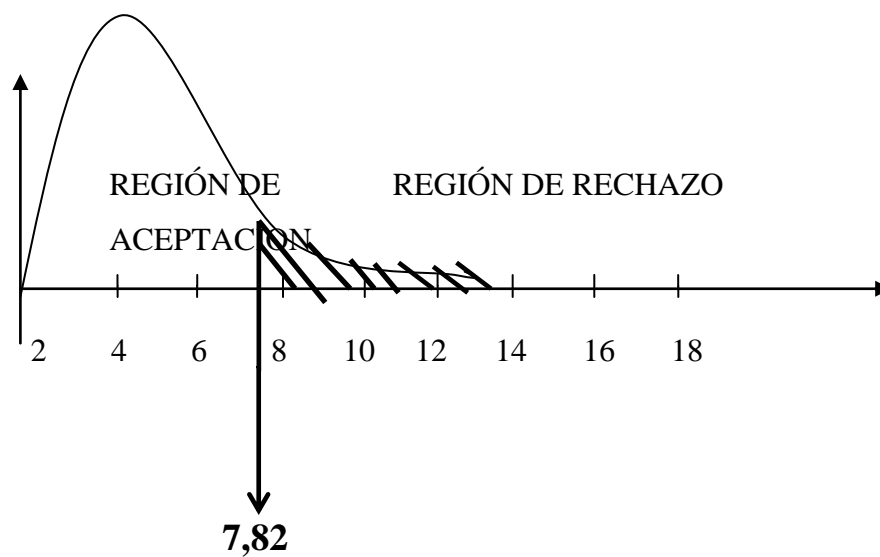 REGIÓN DE REGIÓN DE RECHAZO
ACEPTACION
2 4 6 8 10 12 14 16 18
7,82